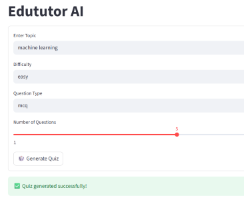 Edututor AI
Enter Topic
machine learning
Difficulty
easy
Question Type
mcq
Number of Questions
1
Generate Quiz
Quiz generated successfully!